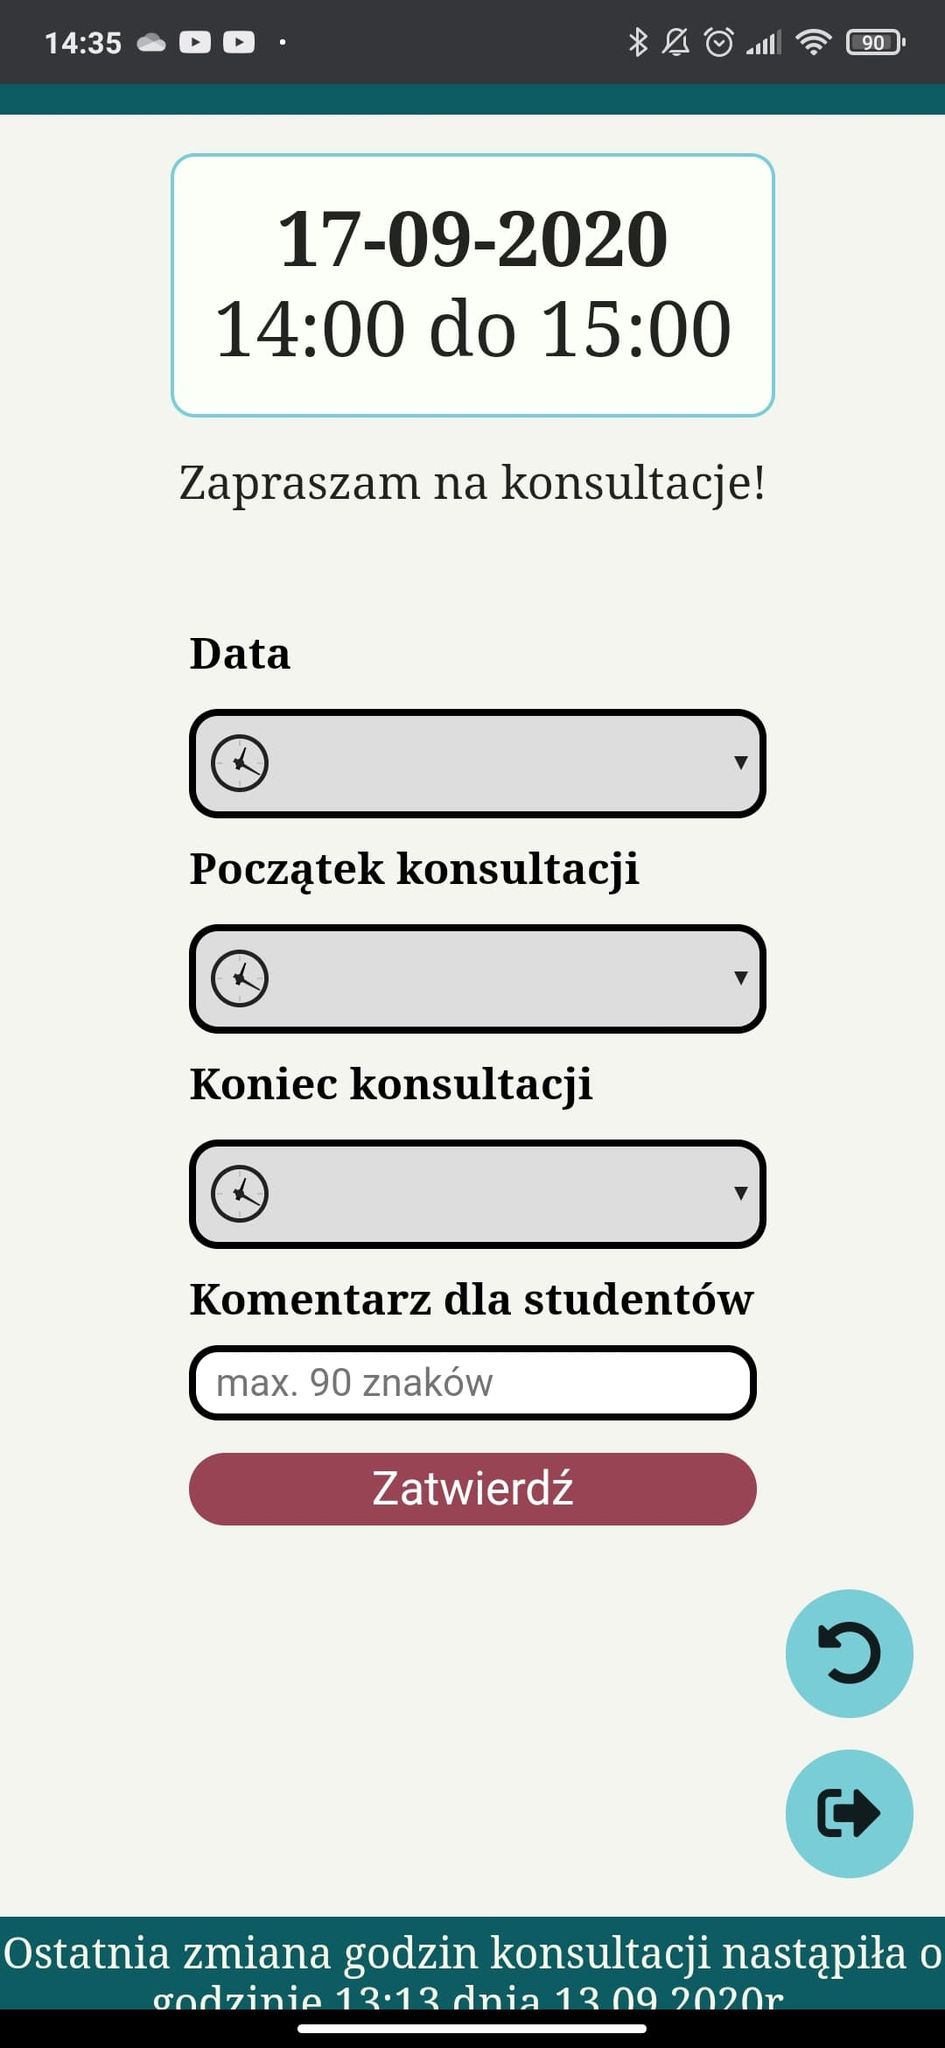 14:35
90
17-09-2020
14:00 do 15:00
Zapraszam na konsultacje!
Data
Początek konsultacji
Koniec konsultacji
Komentarz dla studentów
max. 90 znaków
Zatwierdź
Ostatnia zmiana godzin konsultacji nastąpiła o
godzinie 13:13 dnia 13.09.2020r